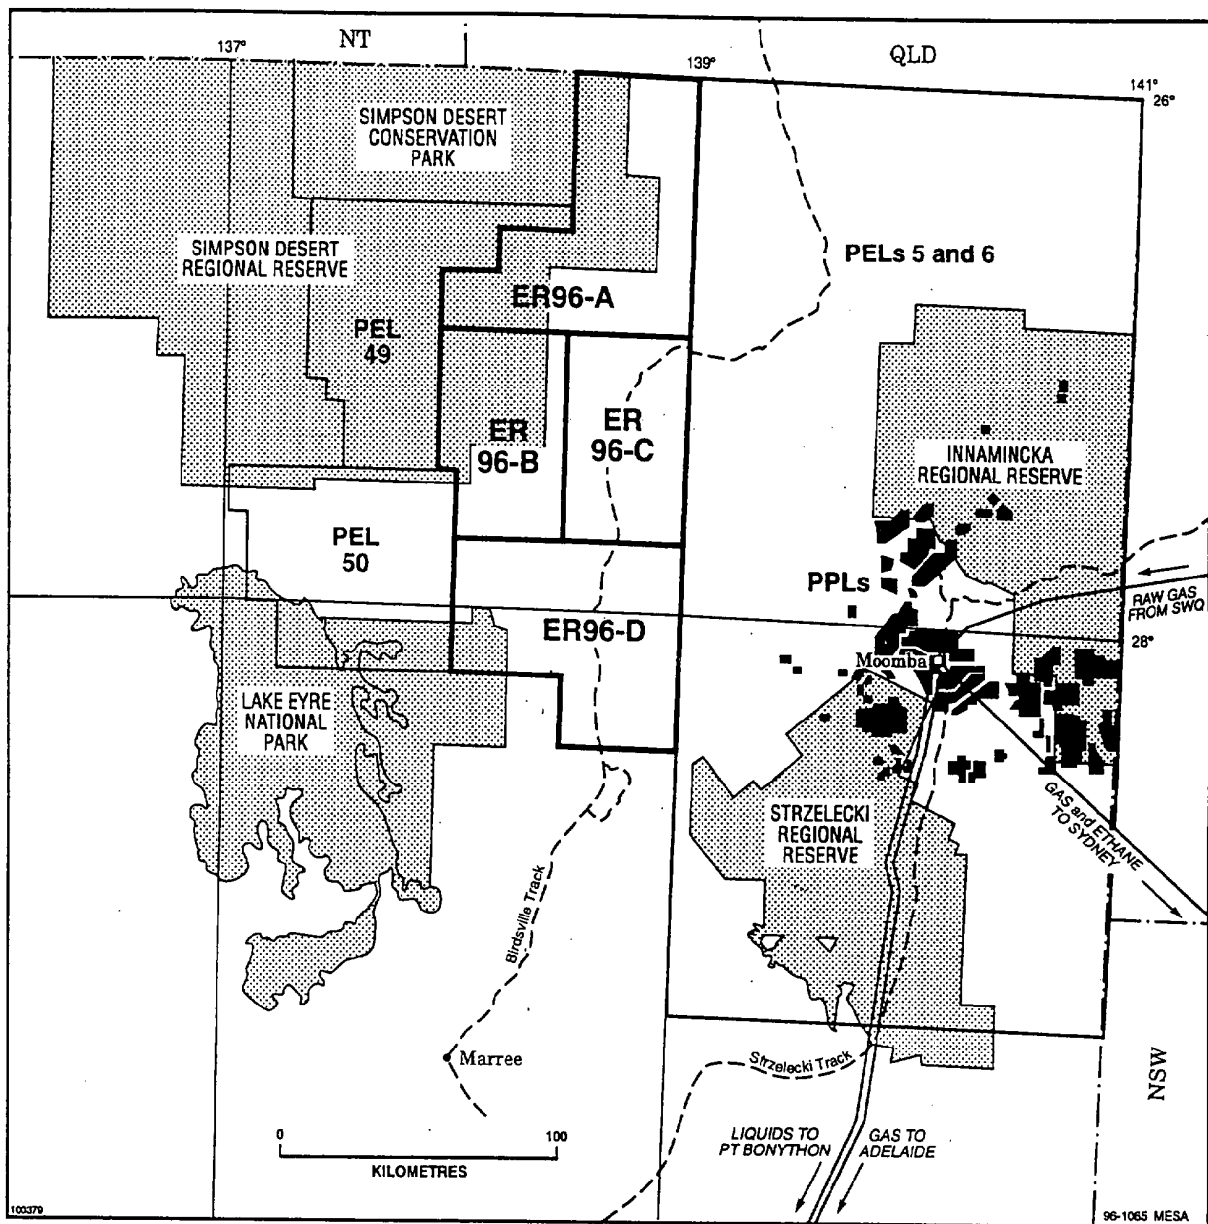 NT
QLD
137°
139°
141°
26°
SIMPSON DESERT
CONSERVATION
PARK
SIMPSON DESERT
REGIONAL RESERVE
PELs 5 and 6
ER96-A
PEL
49
ER
96-B
ER
96-C
INNAMINCKA
REGIONAL RESERVE
PEL
50
PPLs
RAW GAS
FROM SWQ
ER96-D
28°
Moomba
LAKE EYRE
NATIONAL
PARK
STRZELECKI
REGIONAL
RESERVE
GAS and ETHANE
TO SYDNEY
Birdsville Track
Marree
Strzelecki Track
NSW
0
100
KILOMETRES
LIQUIDS TO
PT BONYTHON
GAS TO
ADELAIDE
100379
96-1065 MESA